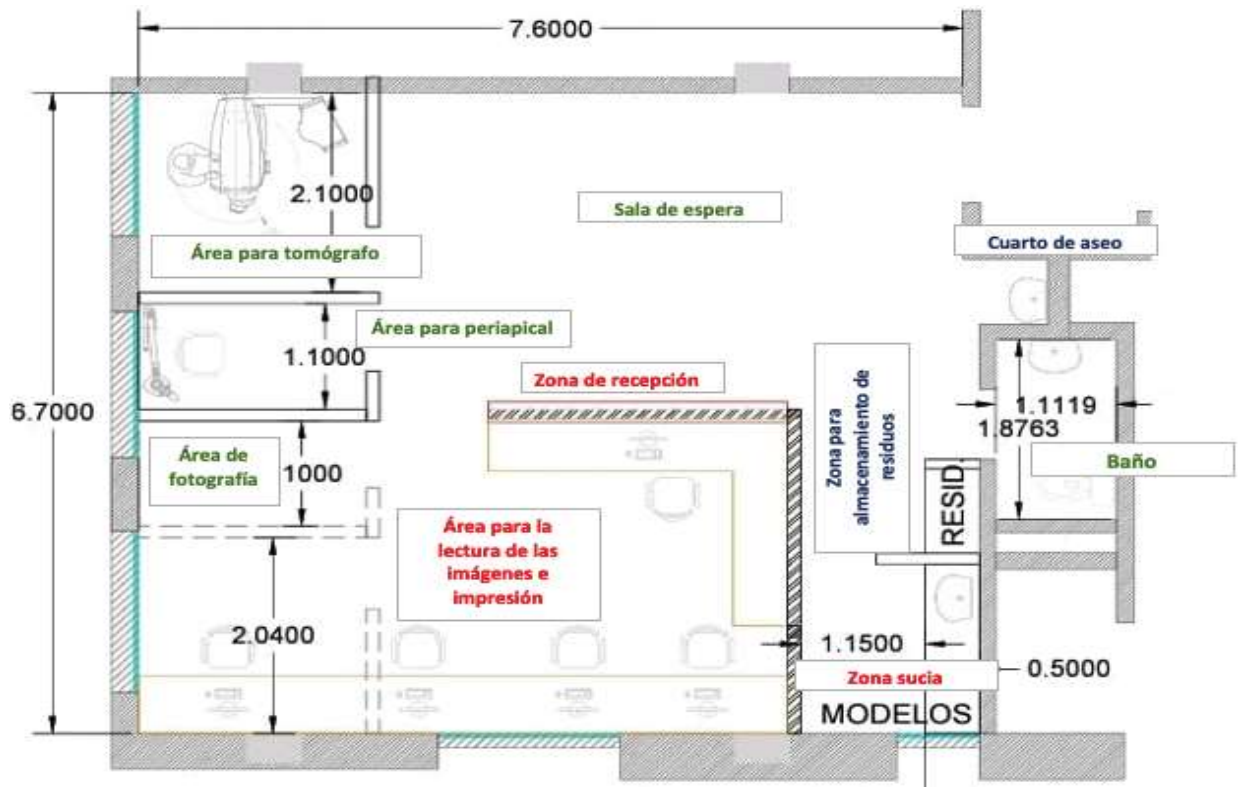 7.6000
2.1000
Sala de espera
Cuarto de aseo
Área para tomógrafo
Área para periapical
1.1000
6.7000
Zona de recepción
Zona para
almacenamiento de
residuos
1.1119
1.8763
Baño
Área de
fotografía
1000
RESID.
Área para la
lectura de las
imágenes e
impresión
2.0400
1.1500
Zona sucia
0.5000
MODELOS